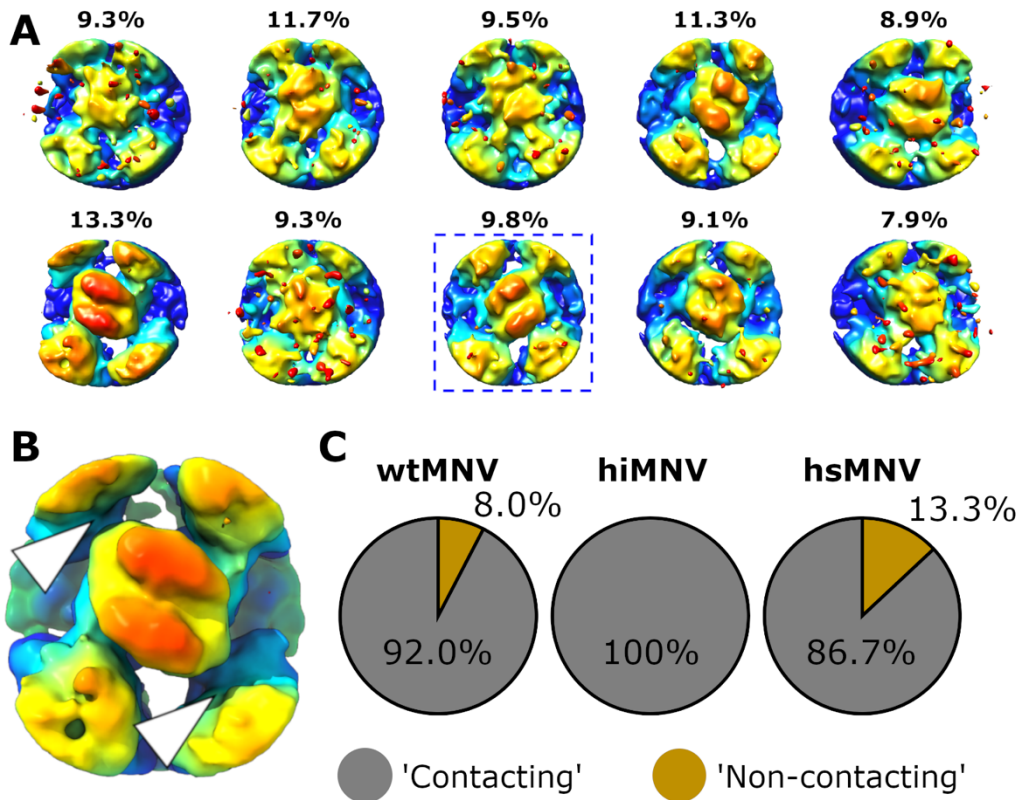 A
9.3% 11.7% 9.5% 11.3% 8.9%
13.3% 9.3% 9.8% 9.1% 7.9%
B
C
wtMNV hiMNV hsMNV
8.0% 13.3%
92.0% 100% 86.7%
'Contacting' 'Non-contacting'